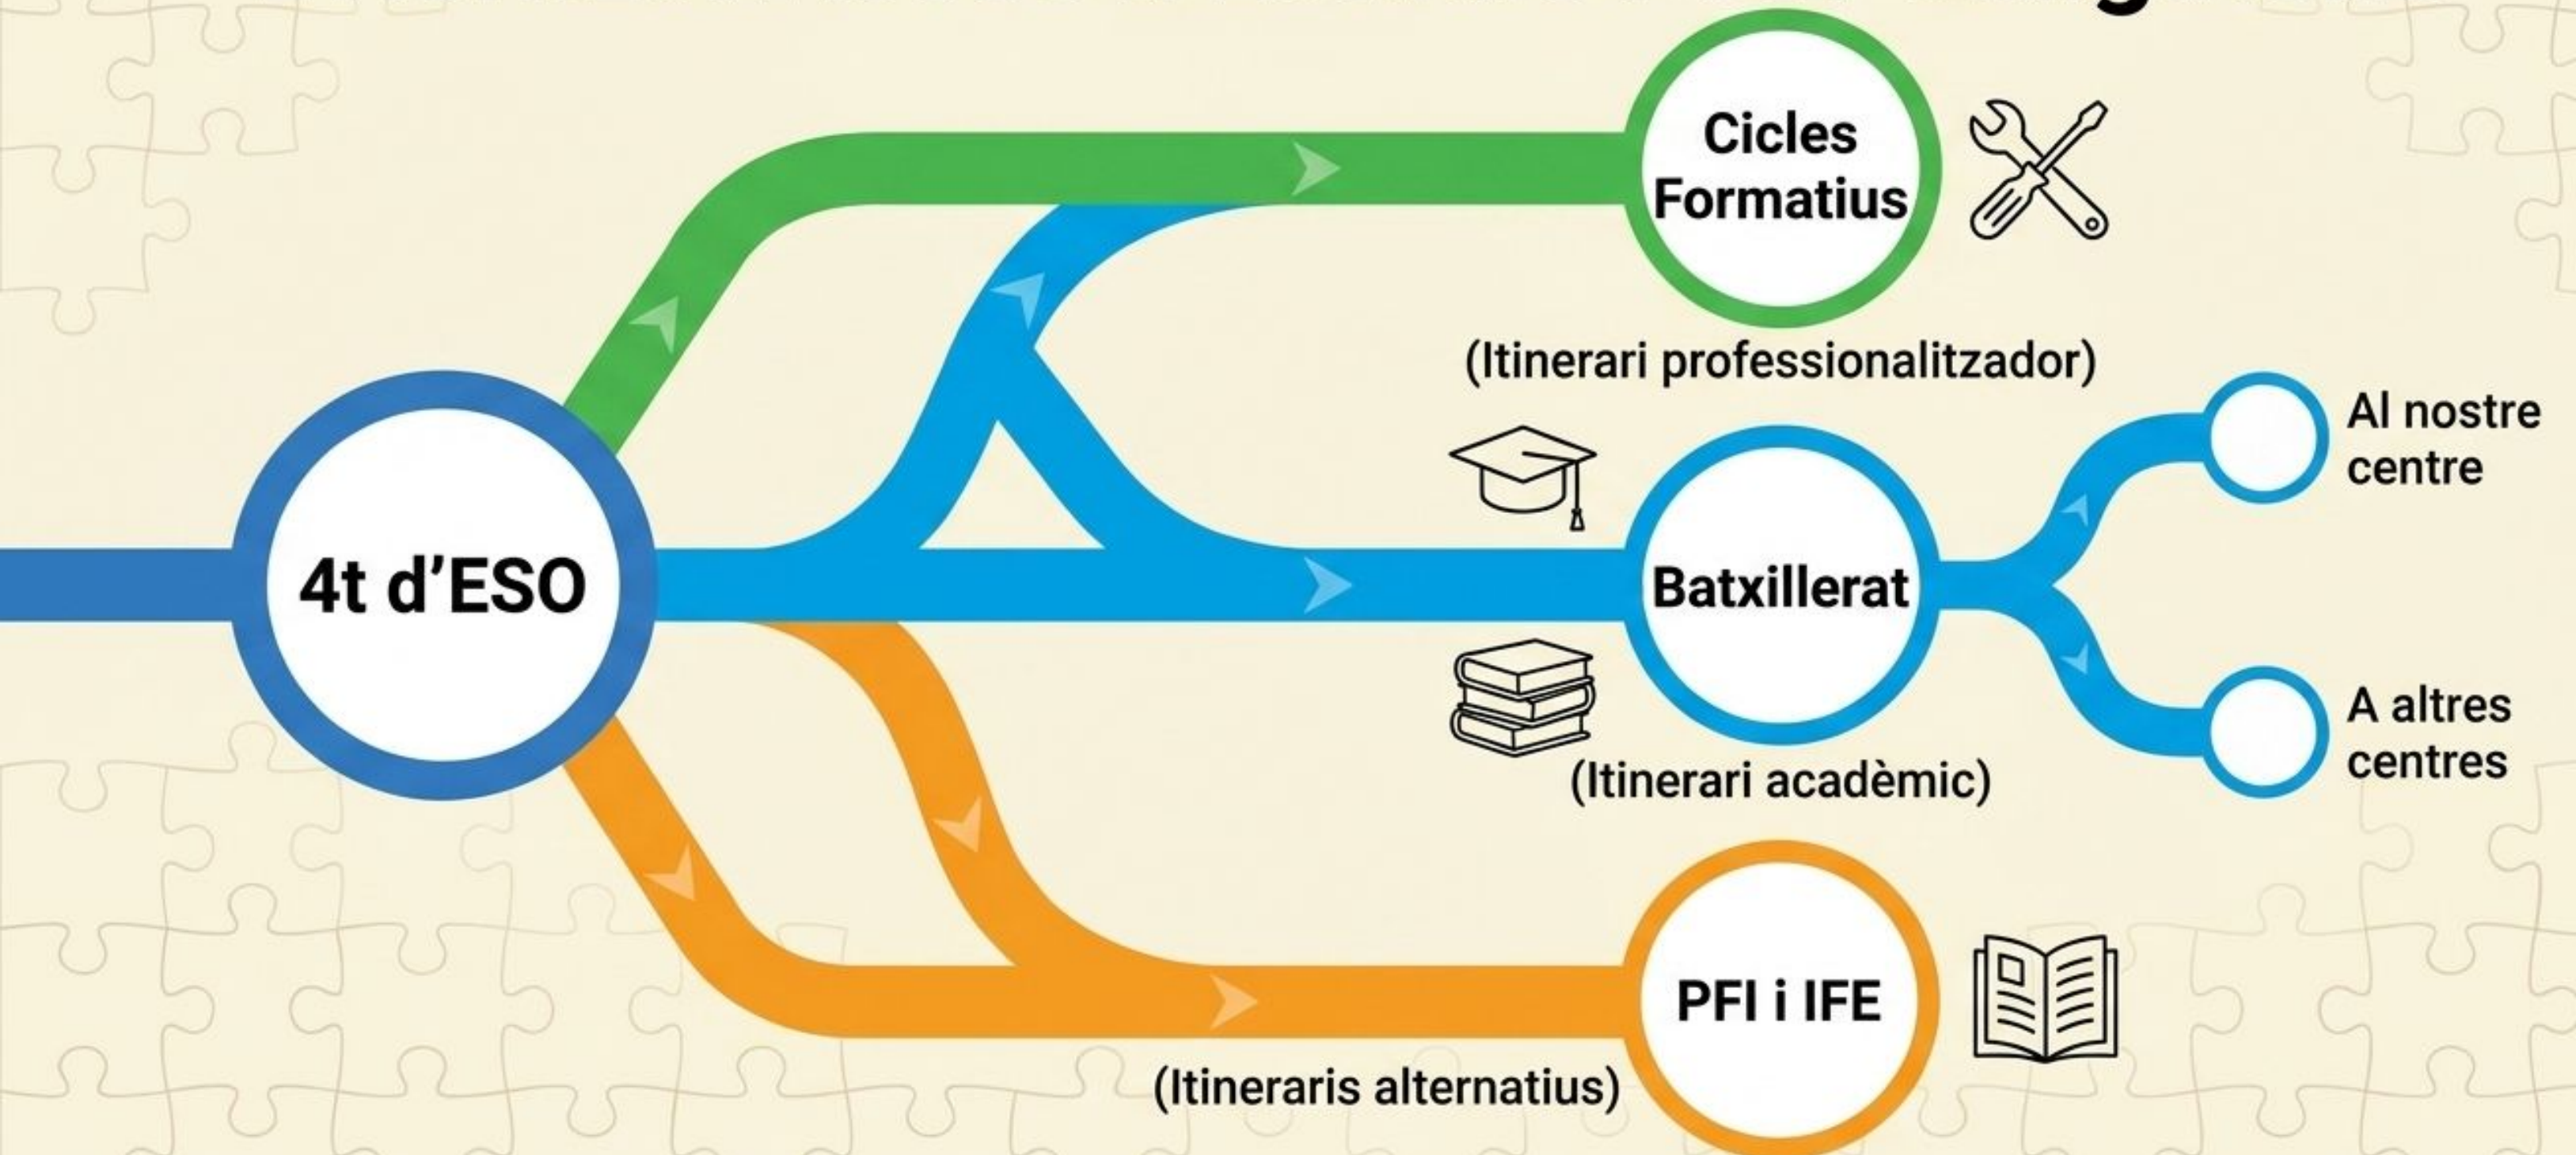 Cicles
Formatius
(Itinerari professionalitzador)
Al nostre
centre
4t d’ESO
Batxillerat
(Itinerari acadèmic)
A altres
centres
PFI i IFE
(Itineraris alternatius)